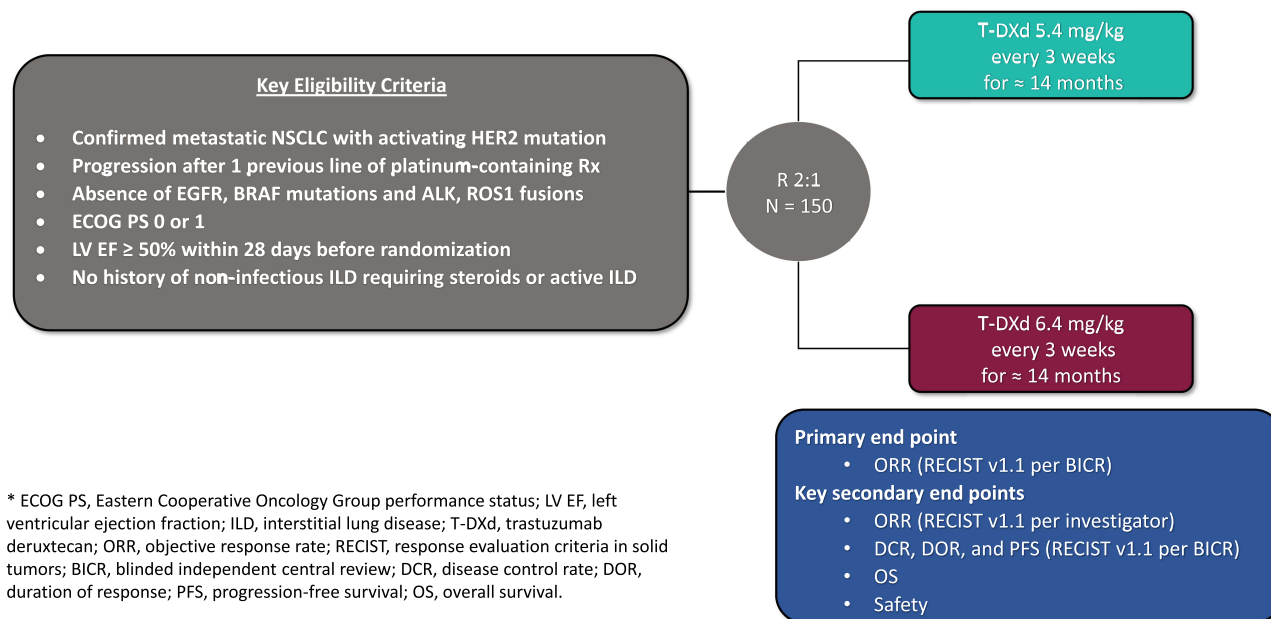 Key Eligibility Criteria
• Confirmed metastatic NSCLC with activating HER2 mutation
• Progression after 1 previous line of platinum-containing Rx
• Absence of EGFR, BRAF mutations and ALK, ROS1 fusions
• ECOG PS 0 or 1
• LV EF ≥ 50% within 28 days before randomization
• No history of non-infectious ILD requiring steroids or active ILD
R 2:1
N = 150
T-DXd 5.4 mg/kg
every 3 weeks
for ≈ 14 months
T-DXd 6.4 mg/kg
every 3 weeks
for ≈ 14 months
Primary end point
• ORR (RECIST v1.1 per BICR)
Key secondary end points
• ORR (RECIST v1.1 per investigator)
• DCR, DOR, and PFS (RECIST v1.1 per BICR)
• OS
• Safety
* ECOG PS, Eastern Cooperative Oncology Group performance status; LV EF, left
ventricular ejection fraction; ILD, interstitial lung disease; T-DXd, trastuzumab
deruxtecan; ORR, objective response rate; RECIST, response evaluation criteria in solid
tumors; BICR, blinded independent central review; DCR, disease control rate; DOR,
duration of response; PFS, progression-free survival; OS, overall survival.